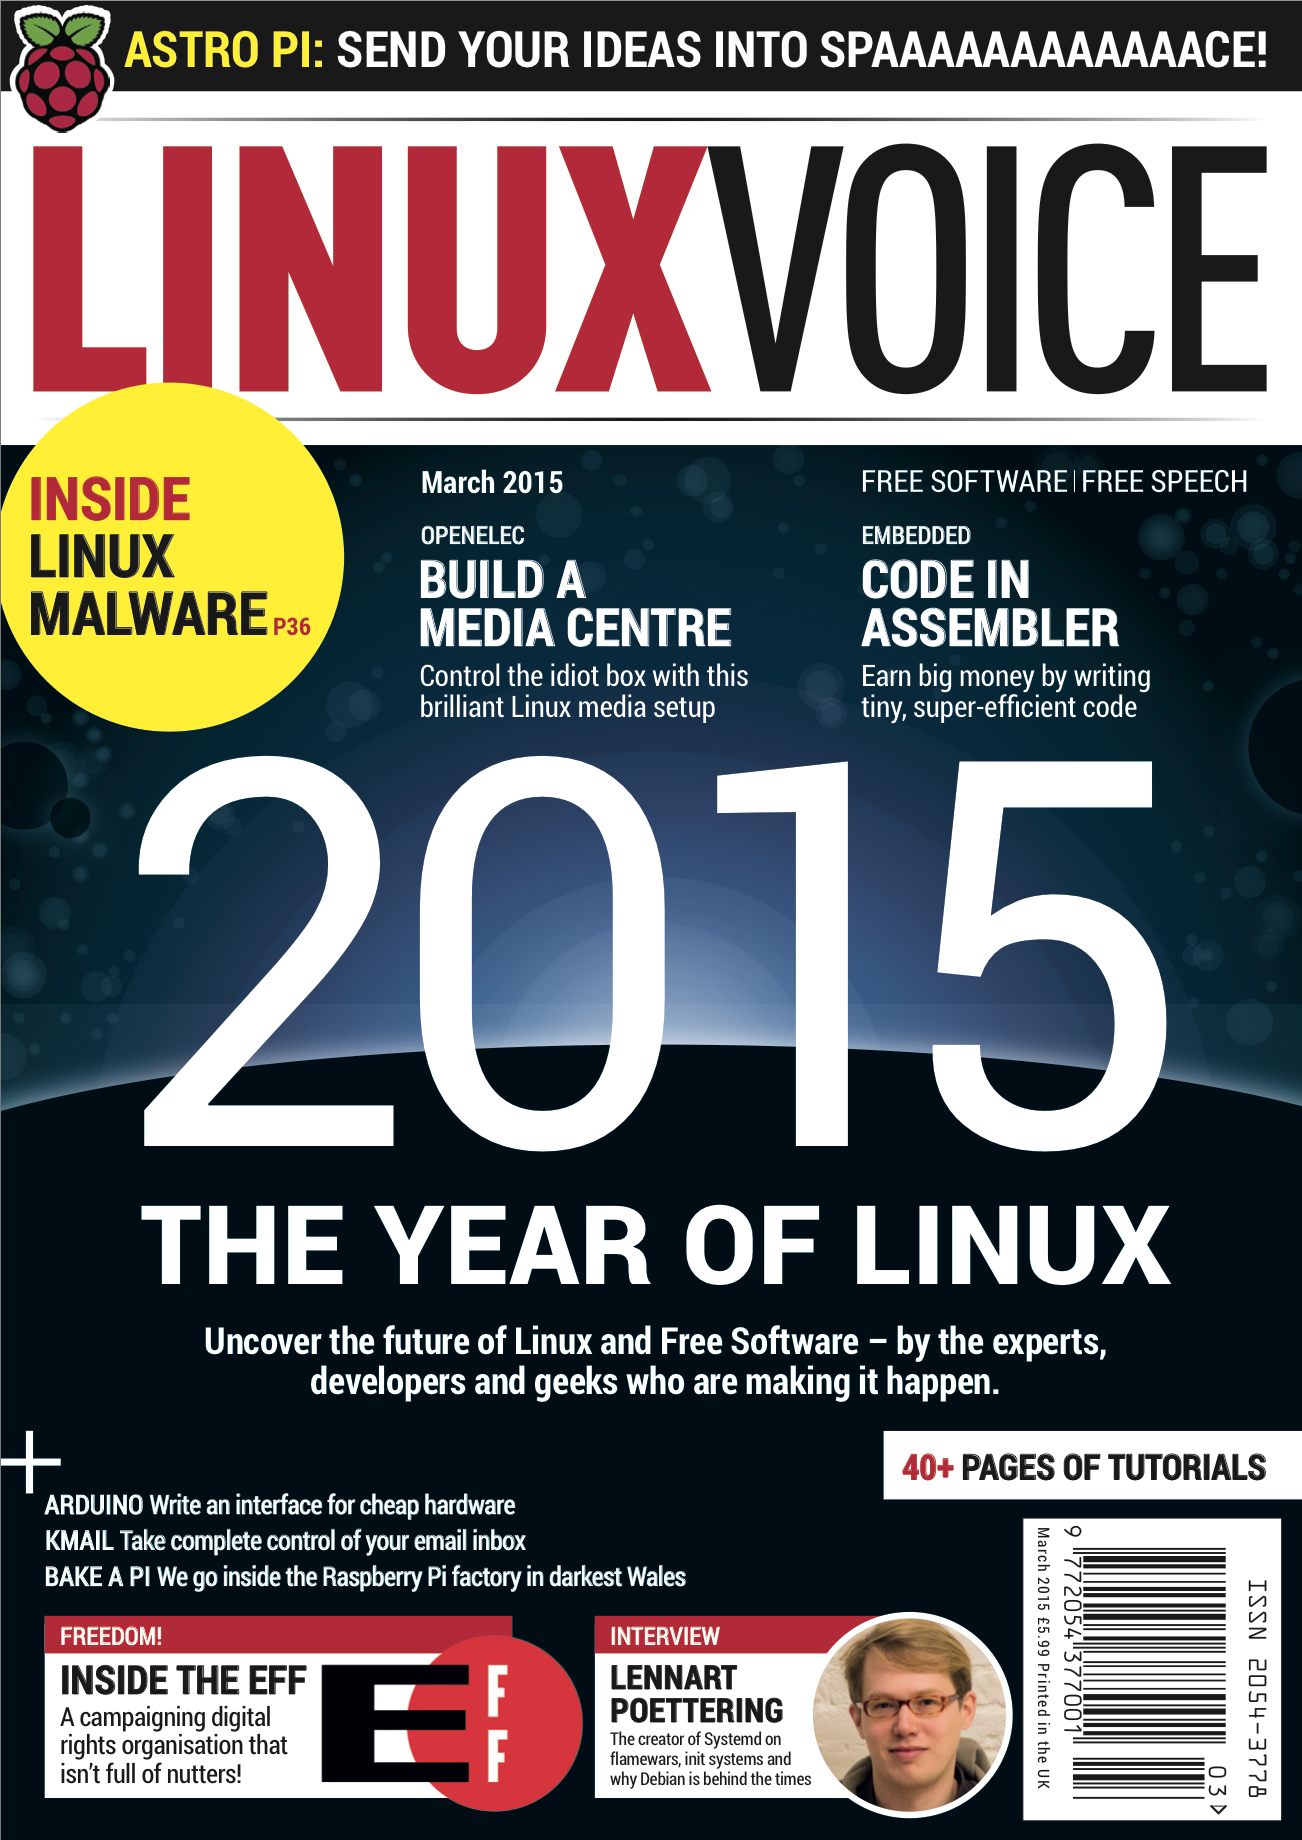 ASTRO PI: SEND YOUR IDEAS INTO SPAAAAAAAAAAAACE!
LINUXVOICE
INSIDE
LINUX
MALWARE P36
March 2015
OPENELEC
BUILD A
MEDIA CENTRE
Control the idiot box with this
brilliant Linux media setup
FREE SOFTWARE | FREE SPEECH
EMBEDDED
CODE IN
ASSEMBLER
Earn big money by writing
tiny, super-efficient code
2015
THE YEAR OF LINUX
Uncover the future of Linux and Free Software – by the experts,
developers and geeks who are making it happen.
40+ PAGES OF TUTORIALS
ARDUINO Write an interface for cheap hardware
KMAIL Take complete control of your email inbox
BAKE A PI We go inside the Raspberry Pi factory in darkest Wales
FREEDOM!
INSIDE THE EFF
A campaigning digital
rights organisation that
isn't full of nutters!
E
F
F
INTERVIEW
LENNART
POETTERING
The creator of Systemd on
flamewars, init systems and
why Debian is behind the times
March 2015 £5.99 Printed in the UK
9 772054 377001
03
ISSN 2054-3778